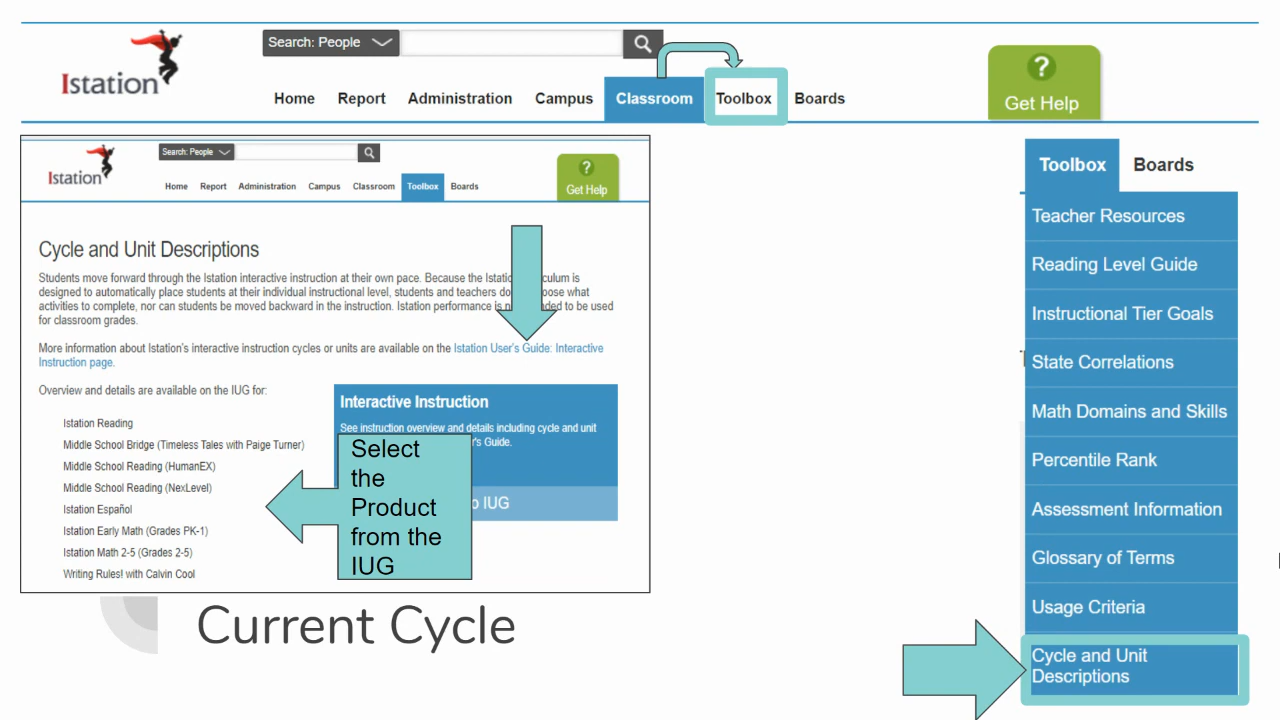 Search: People
Istation
Home Report Administration Campus Classroom Toolbox Boards
?
Get Help
Search: People
Istation
Home Report Administration Campus Classroom Toolbox Boards
?
Get Help
Cycle and Unit Descriptions
Students move forward through the Istation interactive instruction at their own pace. Because the Istation culum is
designed to automatically place students at their individual instructional level, students and teachers do oose what
activities to complete, nor can students be moved backward in the instruction. Istation performance is n nded to be used
for classroom grades.
More information about Istation's interactive instruction cycles or units are available on the Istation User's Guide: Interactive
Instruction page.
Overview and details are available on the IUG for:
Istation Reading
Middle School Bridge (Timeless Tales with Paige Turner)
Middle School Reading (HumanEX)
Middle School Reading (NexLevel)
Istation Español
Istation Early Math (Grades PK-1)
Istation Math 2-5 (Grades 2-5)
Writing Rules! with Calvin Cool
Interactive Instruction
See instruction overview and details including cycle and unit
r's Guide.
o IUG
Select
the
Product
from the
IUG
Current Cycle
Toolbox Boards
Teacher Resources
Reading Level Guide
Instructional Tier Goals
State Correlations
Math Domains and Skills
Percentile Rank
Assessment Information
Glossary of Terms
Usage Criteria
Cycle and Unit
Descriptions